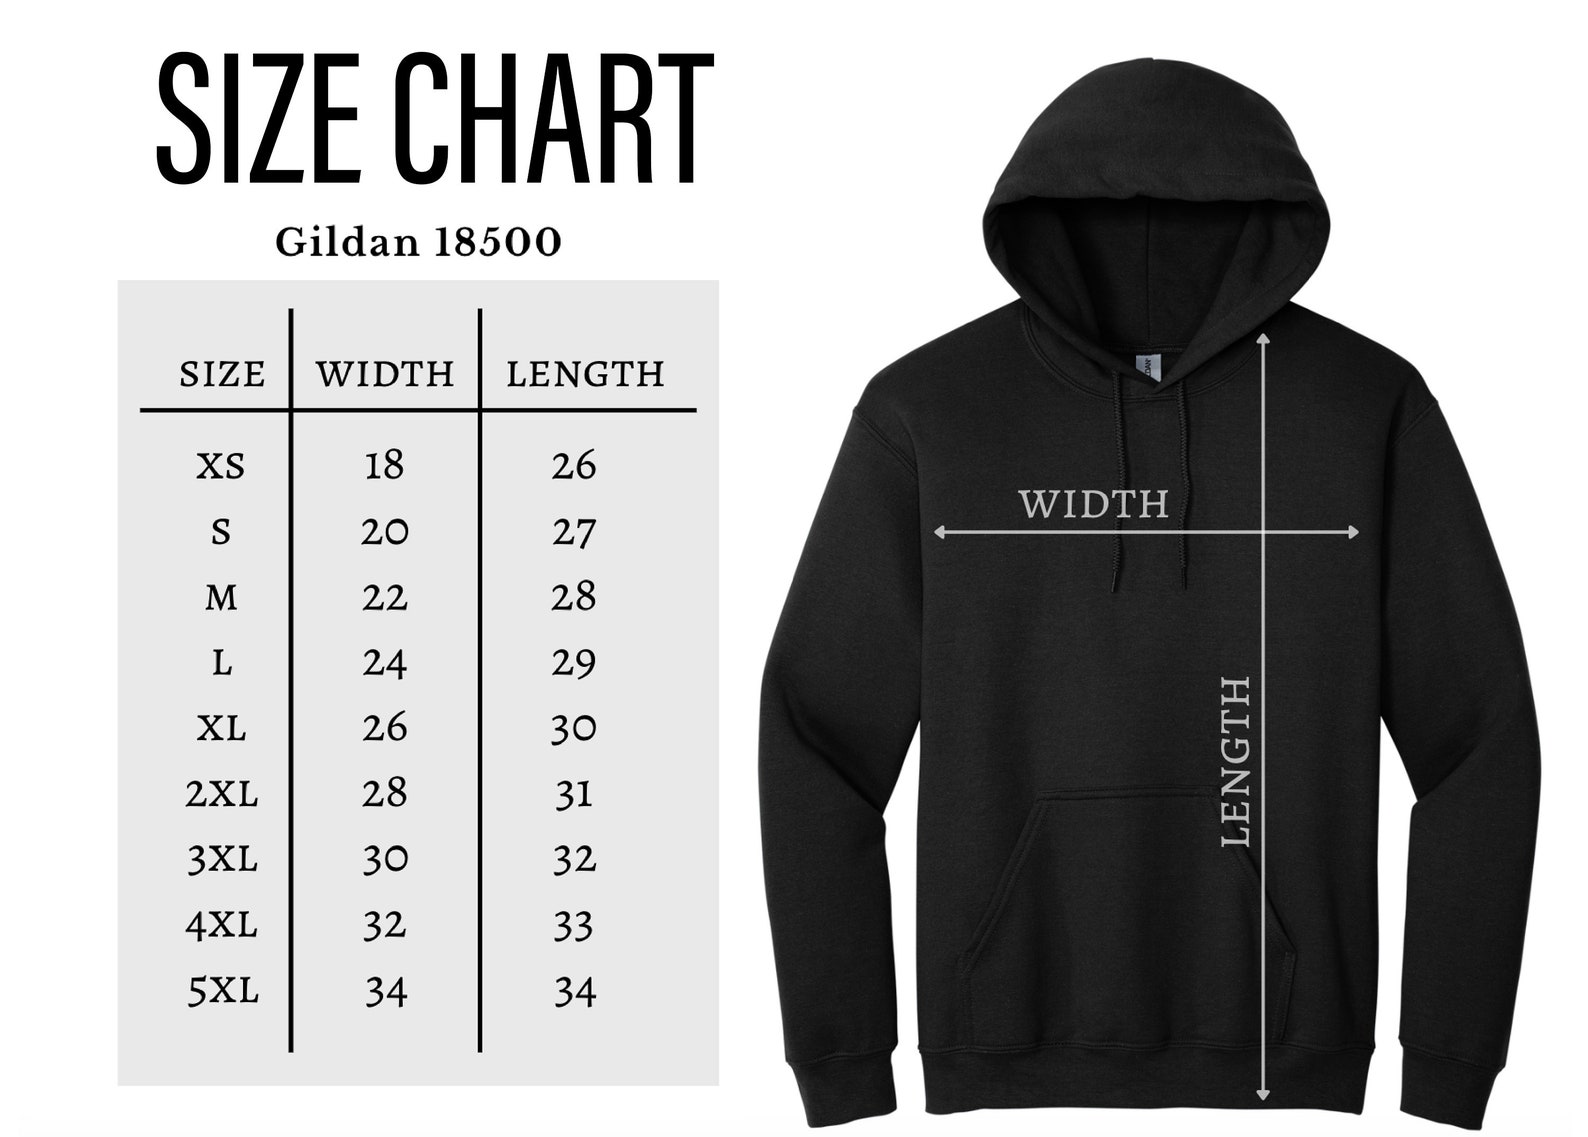 SIZE CHART
Gildan 18500
SIZE WIDTH LENGTH
XS 18 26
S 20 27
M 22 28
L 24 29
XL 26 30
2XL 28 31
3XL 30 32
4XL 32 33
5XL 34 34
WIDTH
LENGTH